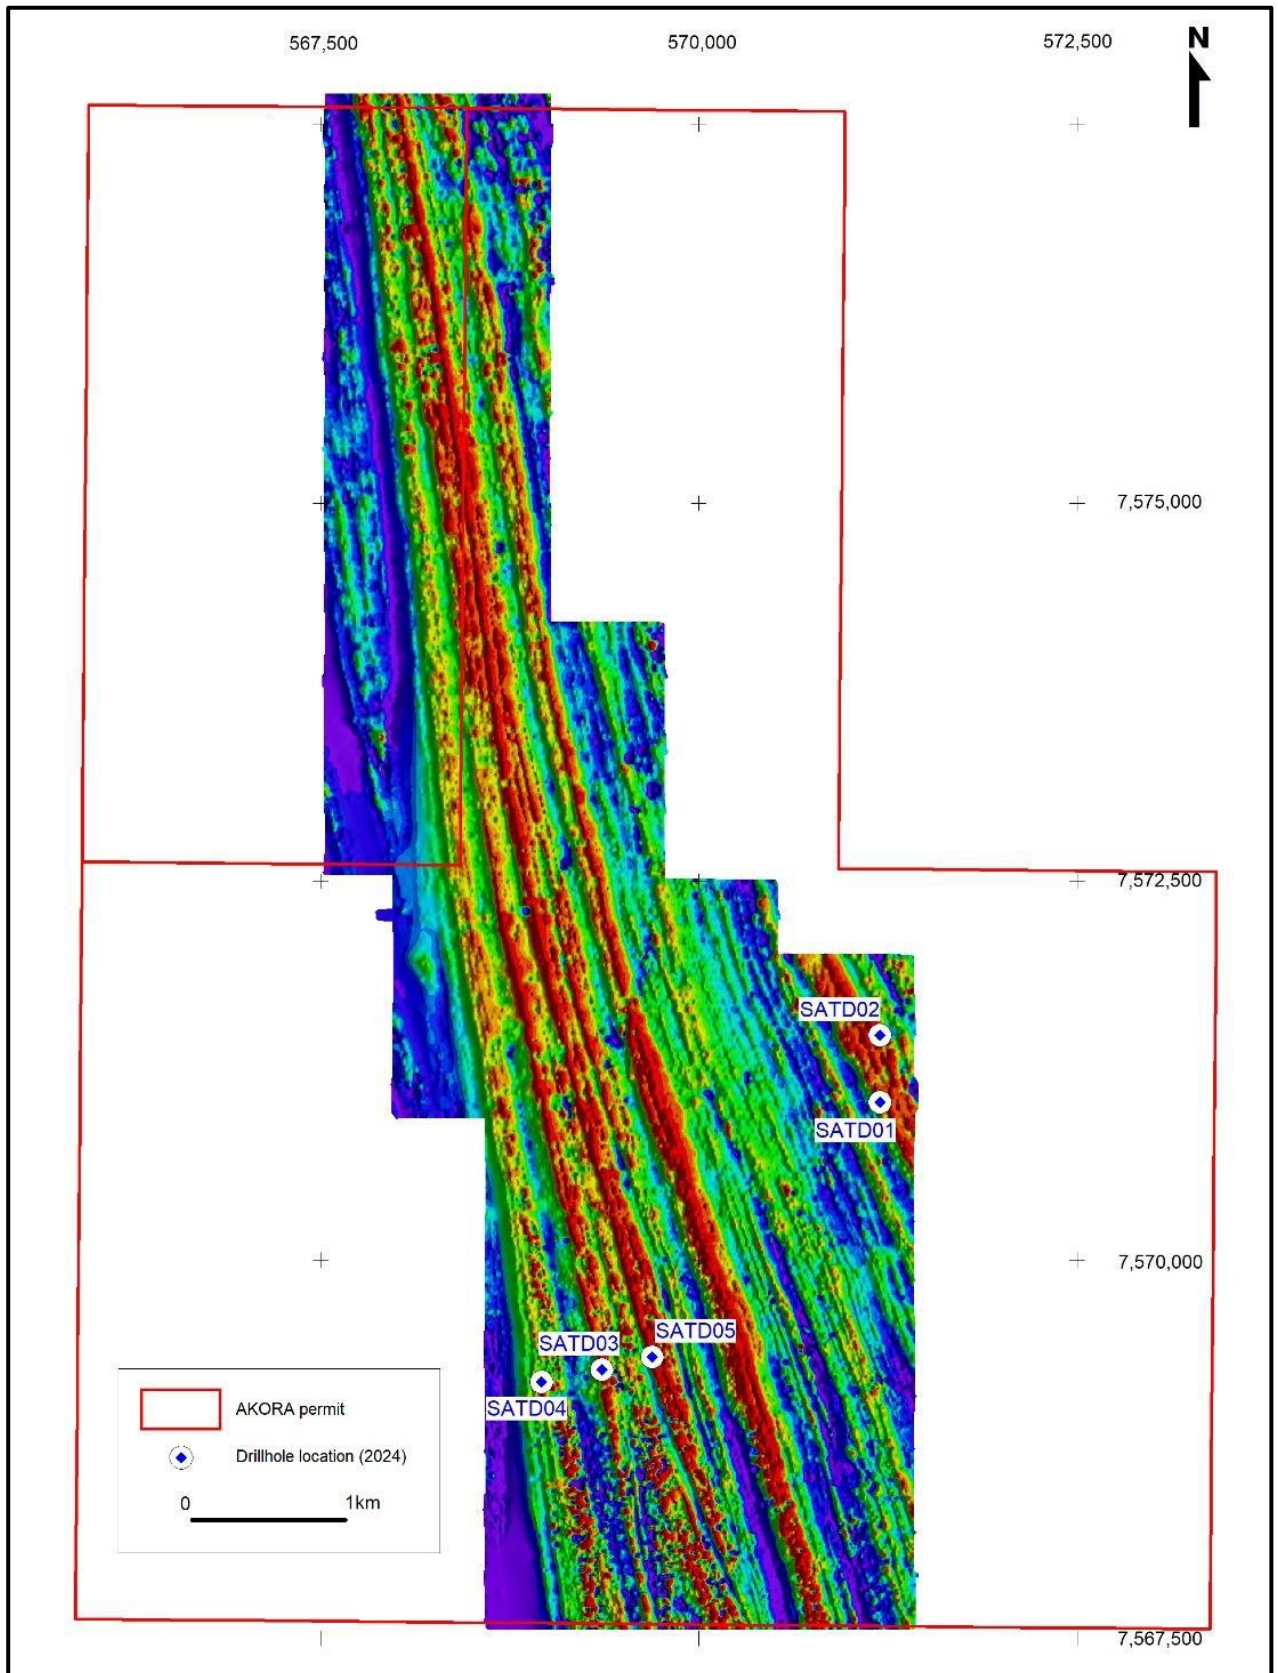 567,500
570,000
572,500
N
7,575,000
7,572,500
SATD02
SATD01
7,570,000
SATD05
SATD03
SATD04
AKORA permit
Drillhole location (2024)
0
1km
7,567,500